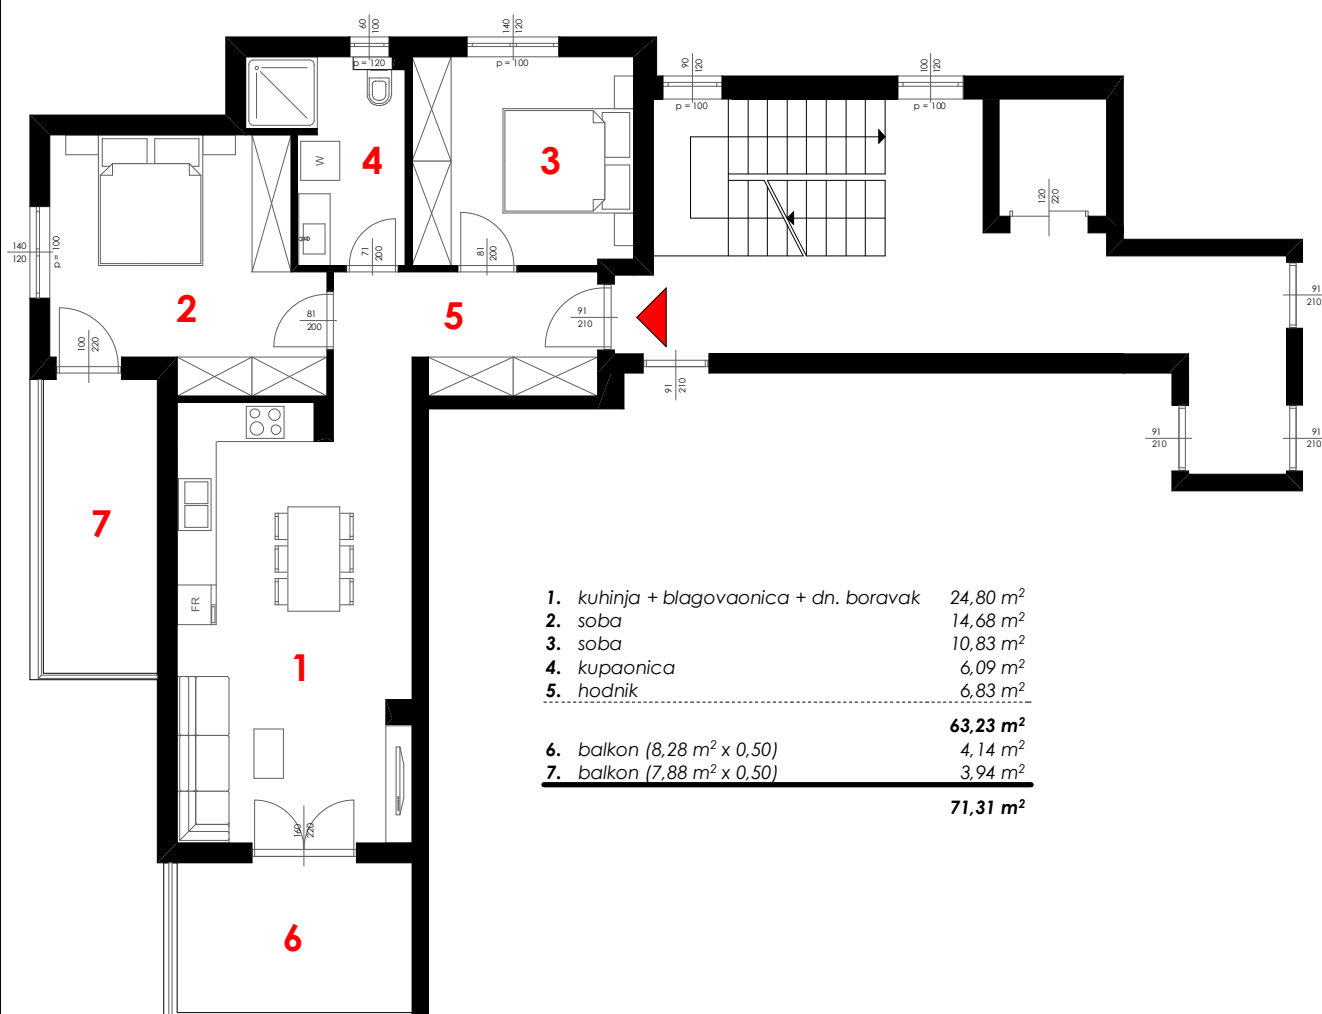 60
100
p = 120
140
120
p = 100
90
120
p = 100
100
120
p = 100
120
220
4
3
W
71
200
81
200
140
120
p = 100
2
5
81
200
91
210
91
210
91
210
100
220
91
210
91
210
7
FR
1
160
220
6
1. kuhinja + blagovaonica + dn. boravak 24,80 m²
2. soba 14,68 m²
3. soba 10,83 m²
4. kupaonica 6,09 m²
5. hodnik 6,83 m²
63,23 m²
6. balkon (8,28 m² x 0,50) 4,14 m²
7. balkon (7,88 m² x 0,50) 3,94 m²
71,31 m²